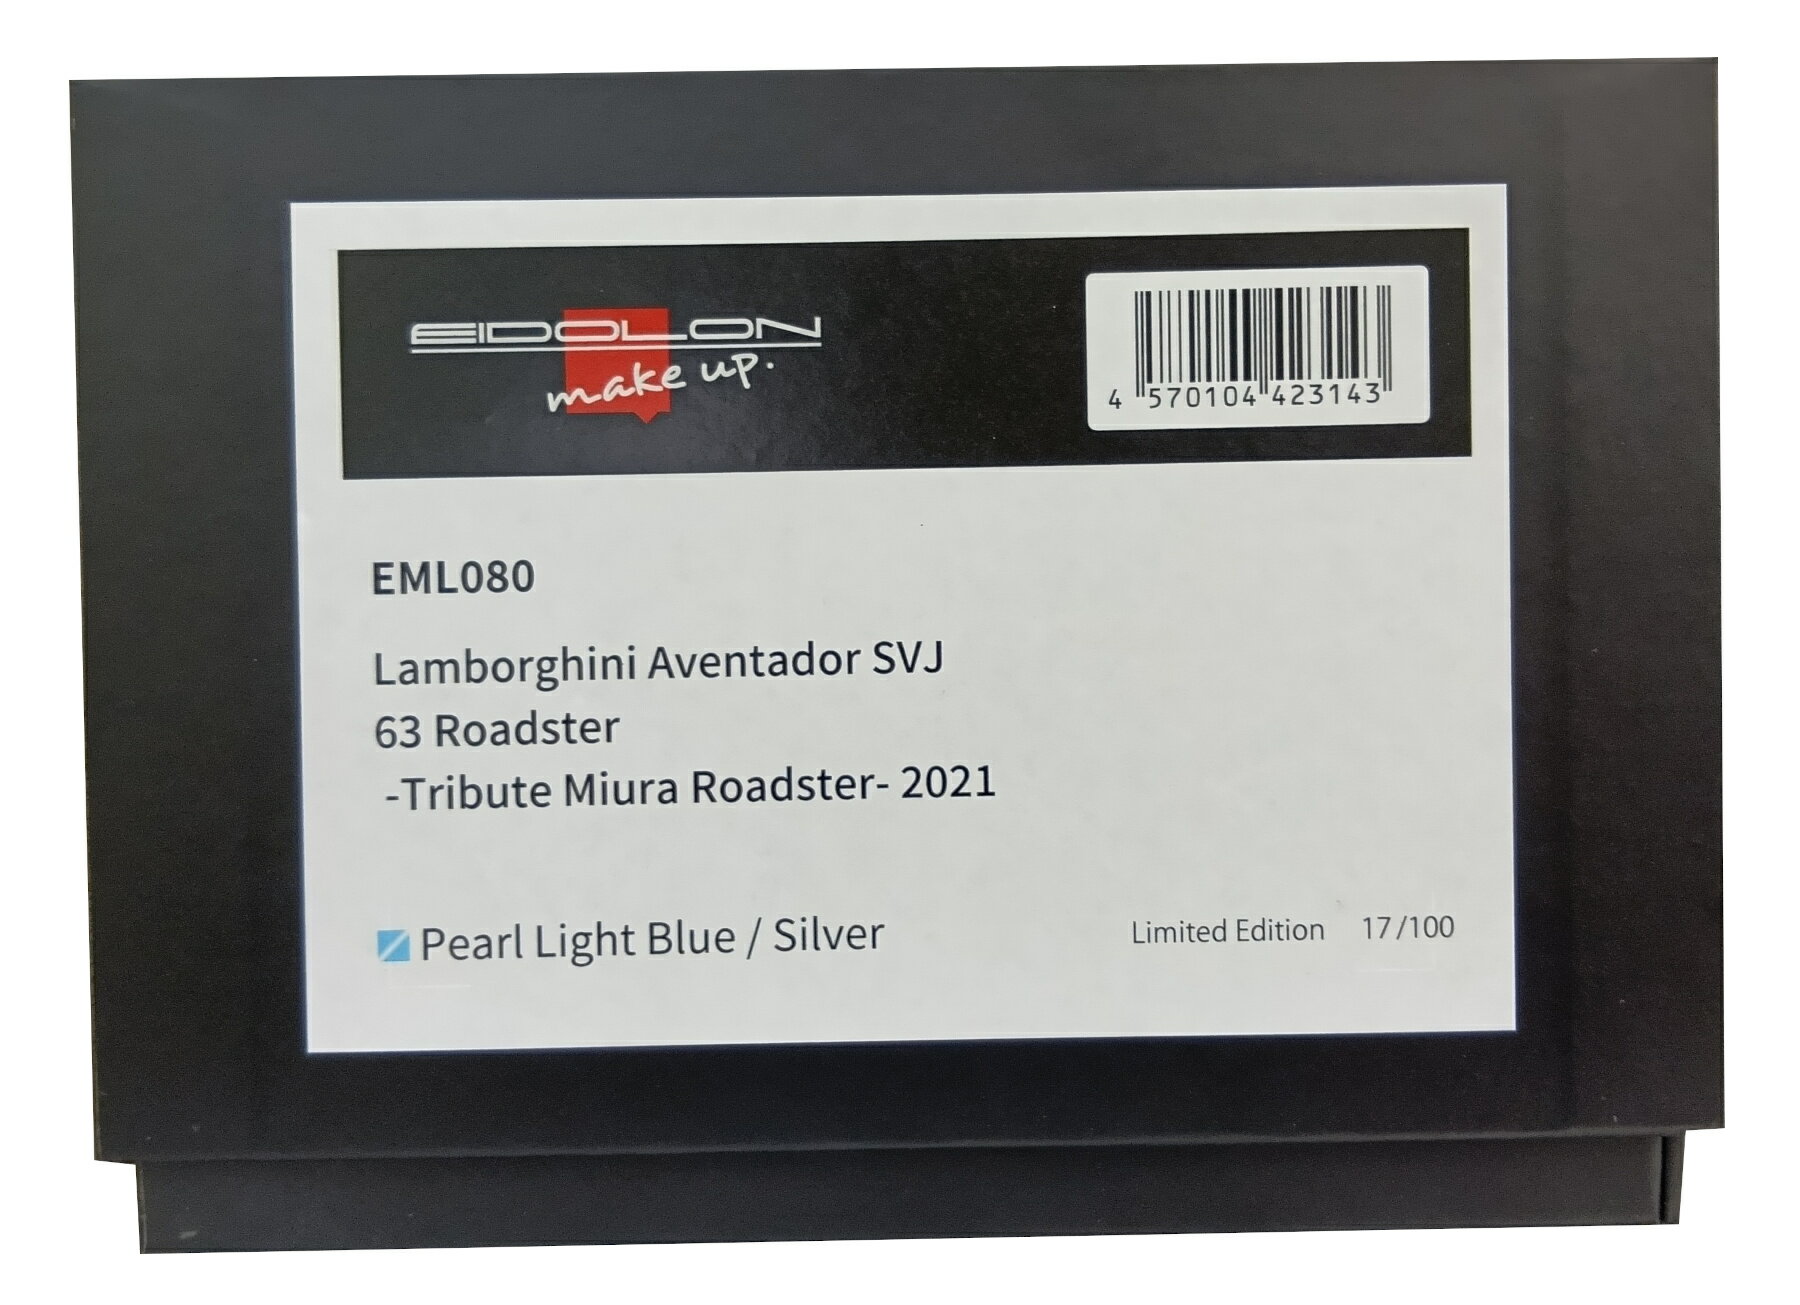 EIDOLON
make up.
4 570104 423143
EML080
Lamborghini Aventador SVJ
63 Roadster
-Tribute Miura Roadster- 2021
Pearl Light Blue / Silver
Limited Edition 17/100